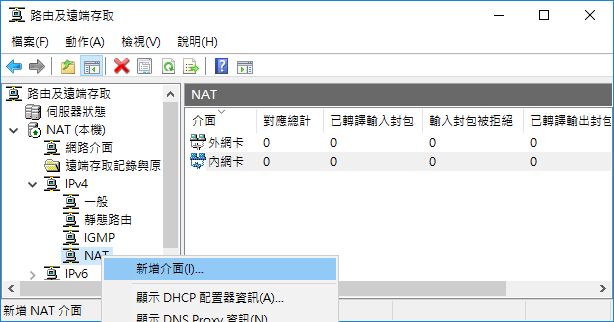 路由及遠端存取
檔案(F) 動作(A) 檢視(V) 說明(H)
路由及遠端存取
伺服器狀態
NAT (本機)
網路介面
遠端存取記錄與原
IPv4
一般
靜態路由
IGMP
NAT
IPv6
NAT
介面 對應總計 已轉譯輸入封包 輸入封包被拒絕 已轉譯輸出封包
外網卡 0 0 0 0
內網卡 0 0 0 0
新增介面(I)...
顯示 DHCP 配置器資訊(A)...
顯示 DNS Proxy 資訊(N)
新增 NAT 介面